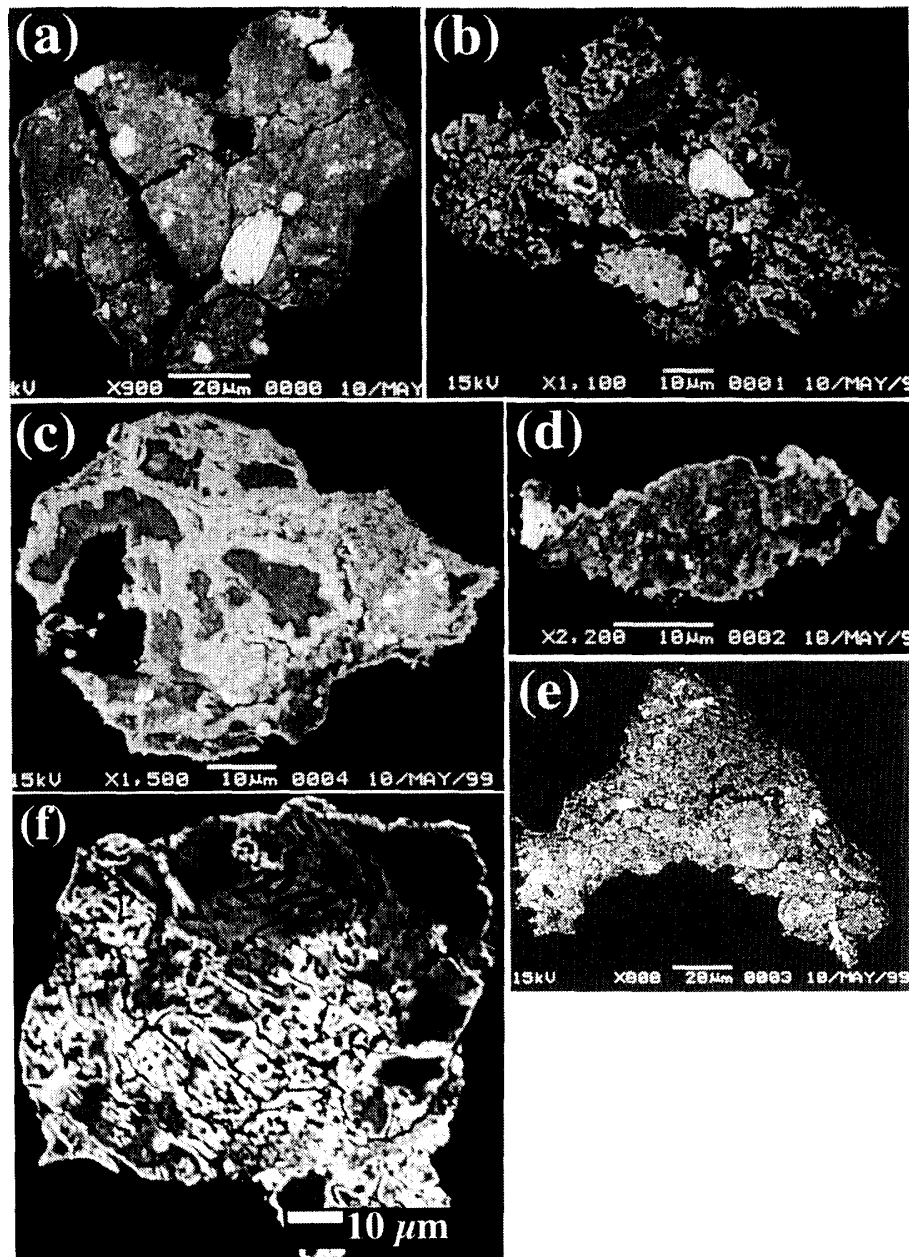 (a)
kV X900 20µm 0000 10/MAY
(b)
15kV X1,100 10µm 0001 10/MAY/9
(c)
15kV X1,500 10µm 0004 10/MAY/99
(d)
X2,200 10µm 0002 10/MAY/9
(e)
15kV X800 20µm 0003 10/MAY/99
(f)
10 µm